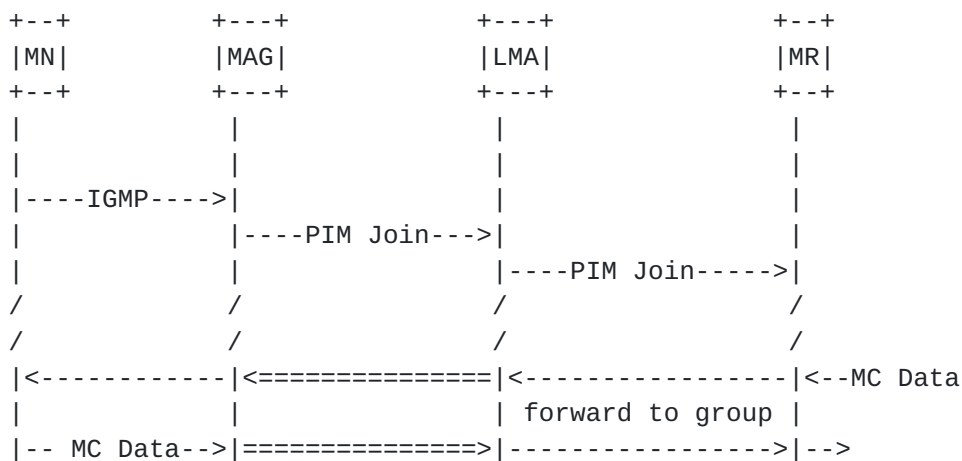 +--+ +---+ +---+ +--+
|MN| |MAG| |LMA| |MR|
+--+ +---+ +---+ +--+
| | | |
| | | |
|----IGMP---->| | |
| |----PIM Join--->| |
| | |----PIM Join----->|
/ / / /
/ / / /
|<------------|<===============|<-----------------|<--MC Data
| | | forward to group |
|-- MC Data-->|===============>|----------------->|-->